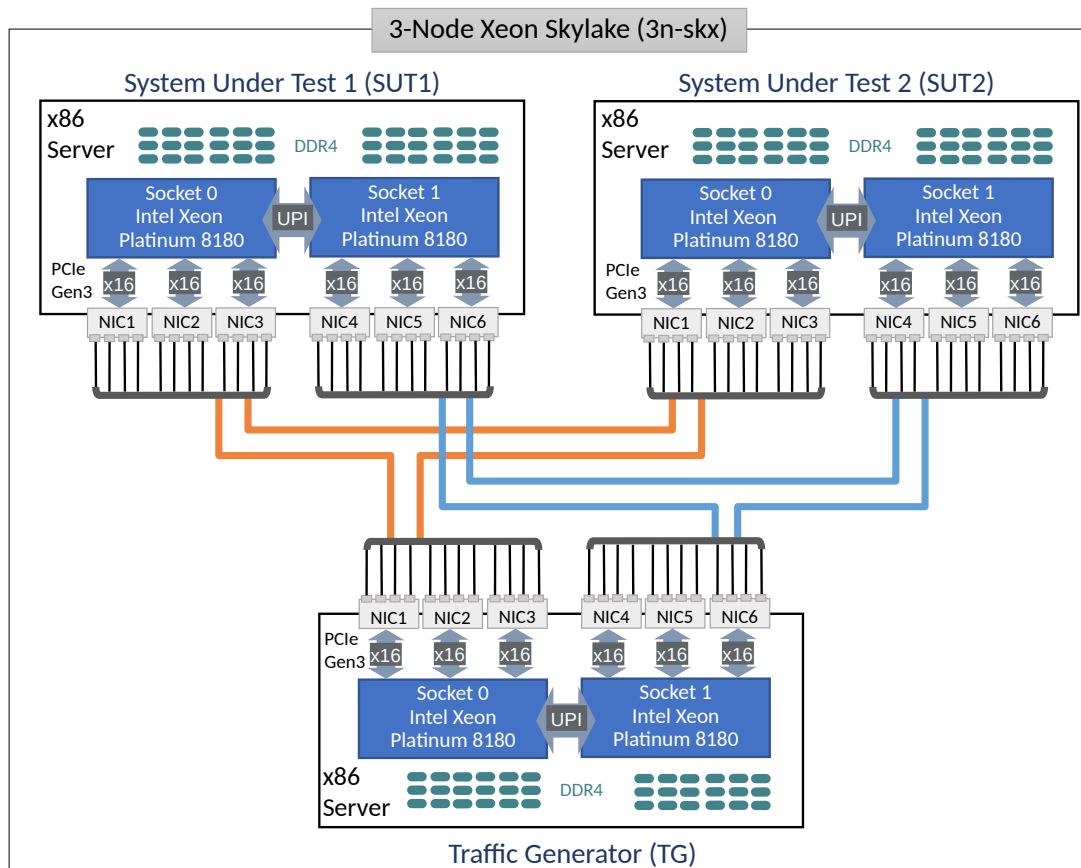 3-Node Xeon Skylake (3n-skx)
System Under Test 1 (SUT1)
x86
Server
DDR4
Socket 0
Intel Xeon
Platinum 8180
UPI
Socket 1
Intel Xeon
Platinum 8180
PCIe
Gen3
x16
x16
x16
x16
x16
x16
NIC1
NIC2
NIC3
NIC4
NIC5
NIC6
System Under Test 2 (SUT2)
x86
Server
DDR4
Socket 0
Intel Xeon
Platinum 8180
UPI
Socket 1
Intel Xeon
Platinum 8180
PCIe
Gen3
x16
x16
x16
x16
x16
x16
NIC1
NIC2
NIC3
NIC4
NIC5
NIC6
NIC1
NIC2
NIC3
NIC4
NIC5
NIC6
PCIe
Gen3
x16
x16
x16
x16
x16
x16
Socket 0
Intel Xeon
Platinum 8180
UPI
Socket 1
Intel Xeon
Platinum 8180
x86
Server
DDR4
Traffic Generator (TG)